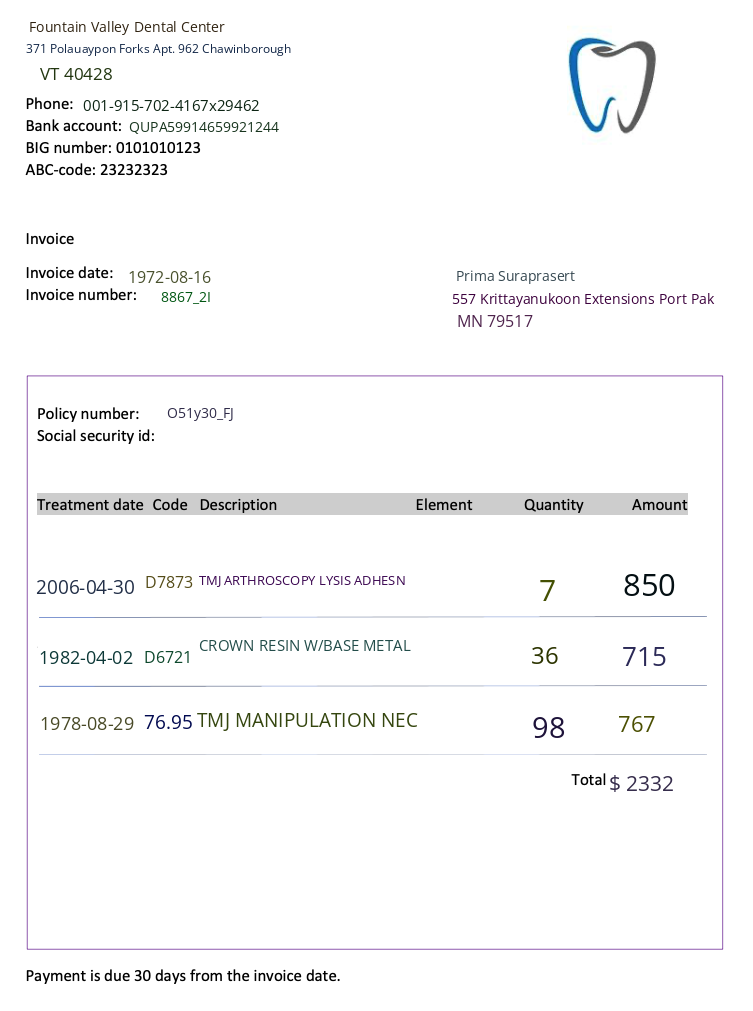 Fountain Valley Dental Center
371 Polauaypon Forks Apt. 962 Chawinborough
VT 40428
Phone: 001-915-702-4167x29462
Bank account: QUPA59914659921244
BIG number: 0101010123
ABC-code: 23232323
Invoice
Invoice date: 1972-08-16
Invoice number: 8867_2I
Prima Suraprasert
557 Krittayanukoon Extensions Port Pak
MN 79517
Policy number: O51y30_FJ
Social security id:
Treatment date Code Description Element Quantity Amount
2006-04-30 D7873 TMJ ARTHROSCOPY LYSIS ADHESN 7 850
1982-04-02 D6721 CROWN RESIN W/BASE METAL 36 715
1978-08-29 76.95 TMJ MANIPULATION NEC 98 767
Total $ 2332
Payment is due 30 days from the invoice date.